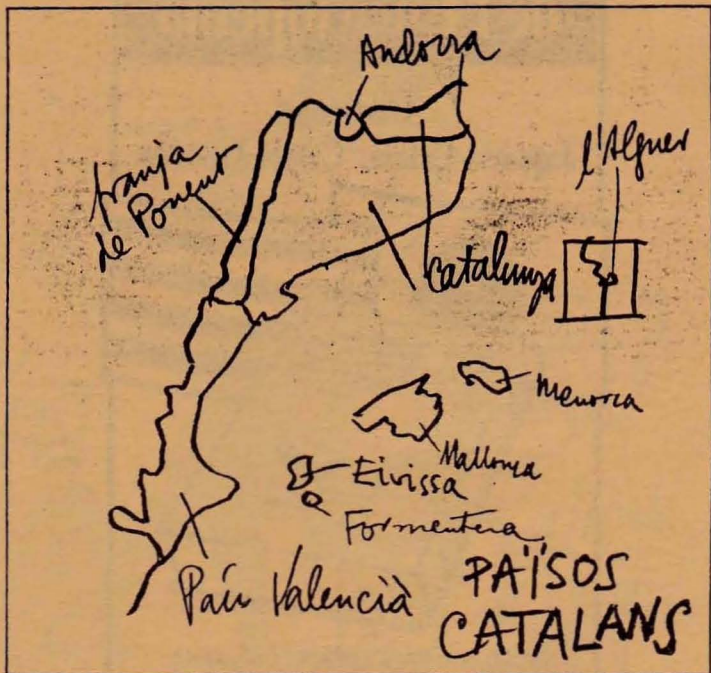 Andorra
franja
de Ponent
l'Alguer
Catalunya
Menorca
Mallorca
Eivissa
Formentera
País Valencià
PAÏSOS
CATALANS